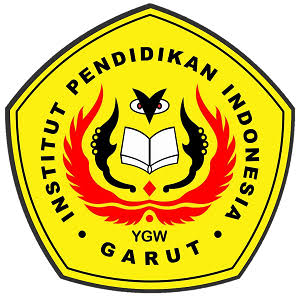 INSTITUT PENDIDIKAN INDONESIA
YGW
• GARUT •